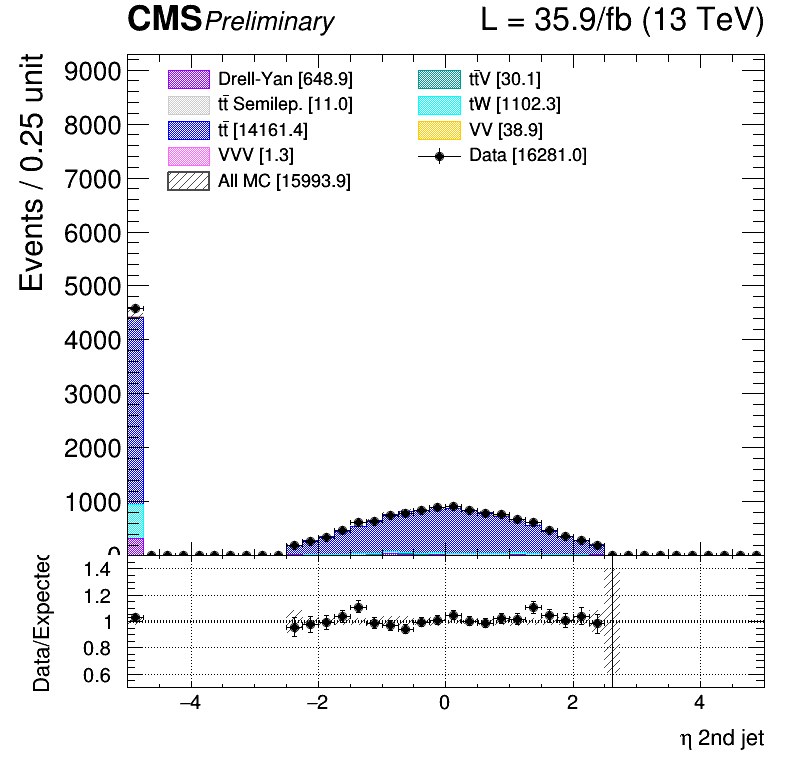 CMS Preliminary L = 35.9/fb (13 TeV)
Events / 0.25 unit
9000
8000
7000
6000
5000
4000
3000
2000
1000
0
Drell-Yan [648.9]
tt̄ Semilep. [11.0]
tt̄ [14161.4]
VVV [1.3]
All MC [15993.9]
tt̄V [30.1]
tW [1102.3]
VV [38.9]
Data [16281.0]
Data/Expected
1.4
1.2
1
0.8
0.6
−4 −2 0 2 4
η 2nd jet